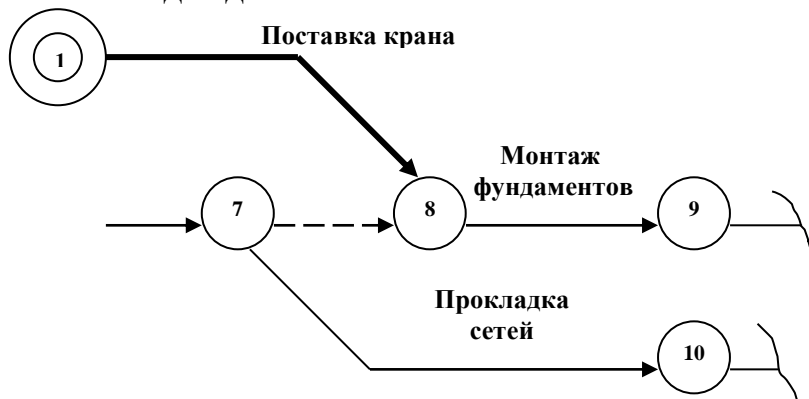 1
Поставка крана
Монтаж
фундаментов
7
8
9
Прокладка
сетей
10